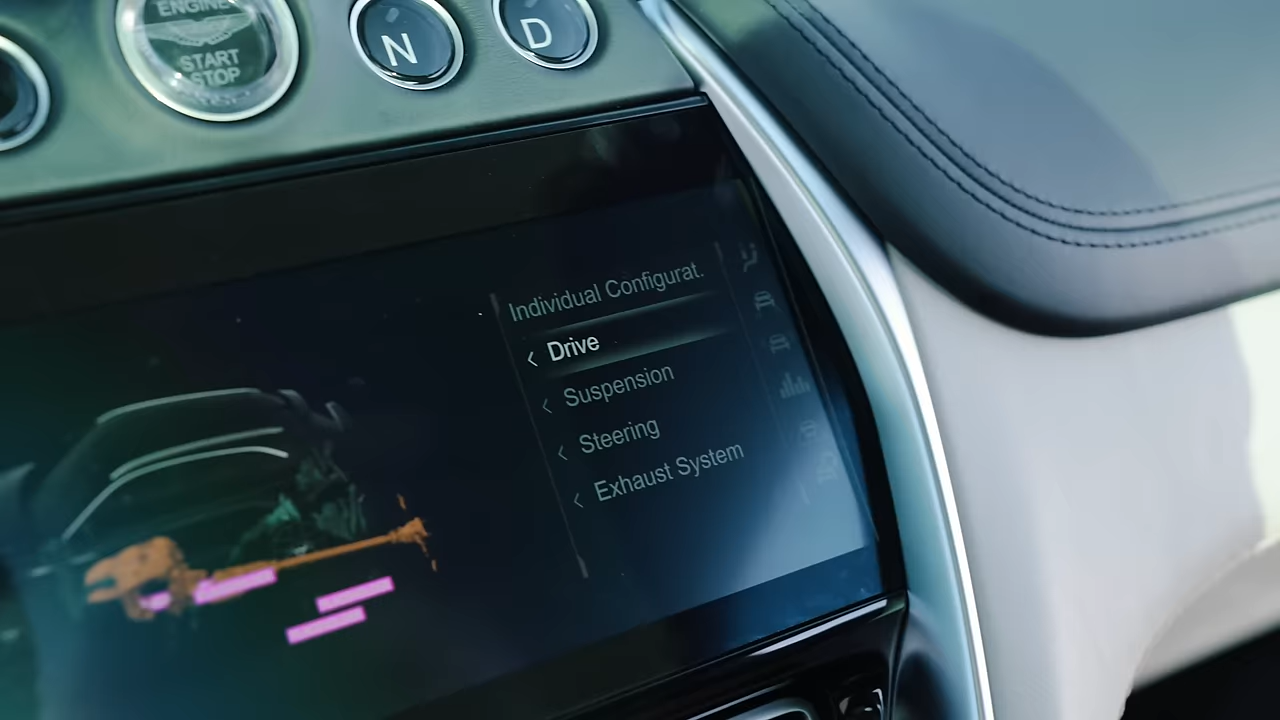 ENGINE
START
STOP
N
D
Individual Configurat.
Drive
Suspension
Steering
Exhaust System